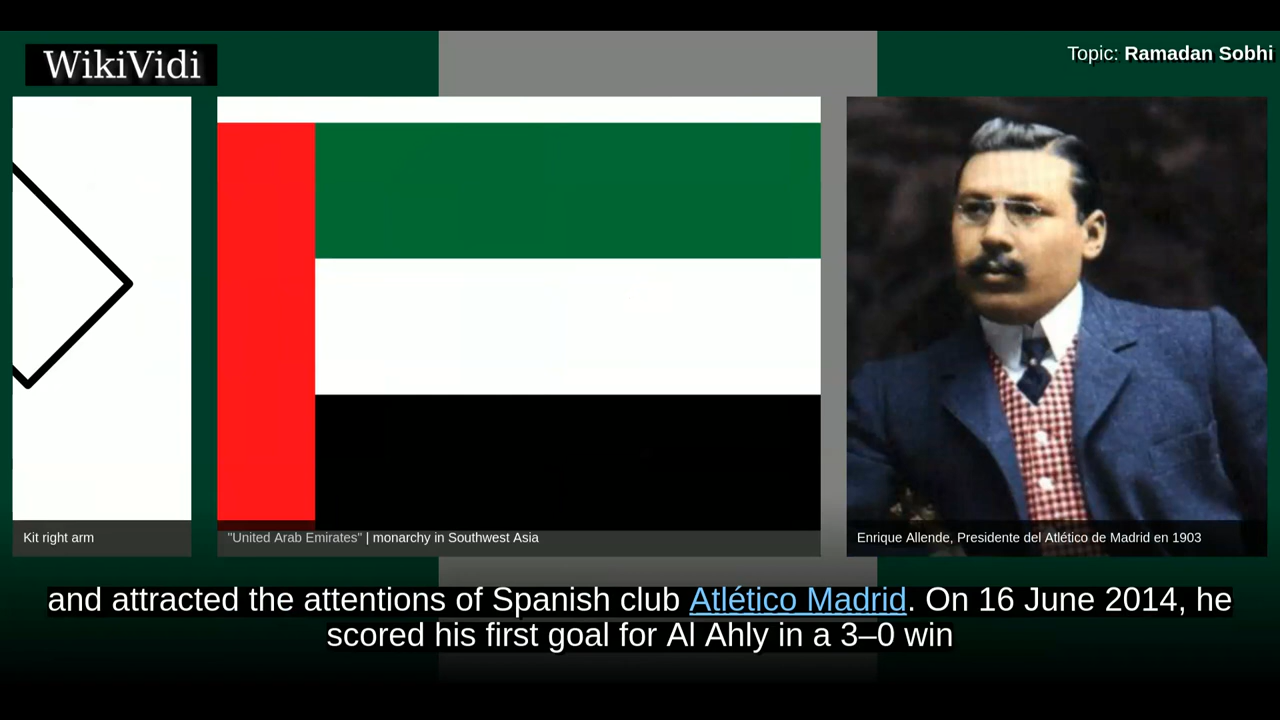 WikiVidi
Topic: Ramadan Sobhi
Kit right arm
"United Arab Emirates" | monarchy in Southwest Asia
Enrique Allende, Presidente del Atlético de Madrid en 1903
and attracted the attentions of Spanish club Atlético Madrid. On 16 June 2014, he
scored his first goal for Al Ahly in a 3–0 win